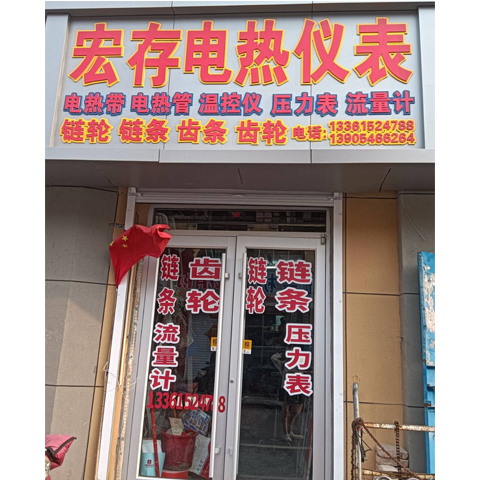 宏存电热仪表
电热带 电热管 温控仪 压力表 流量计
链轮 链条 齿条 齿轮 电话: 13361524788
13905466264
链条 流量计
齿轮
13361524788
链轮
链条 压力表